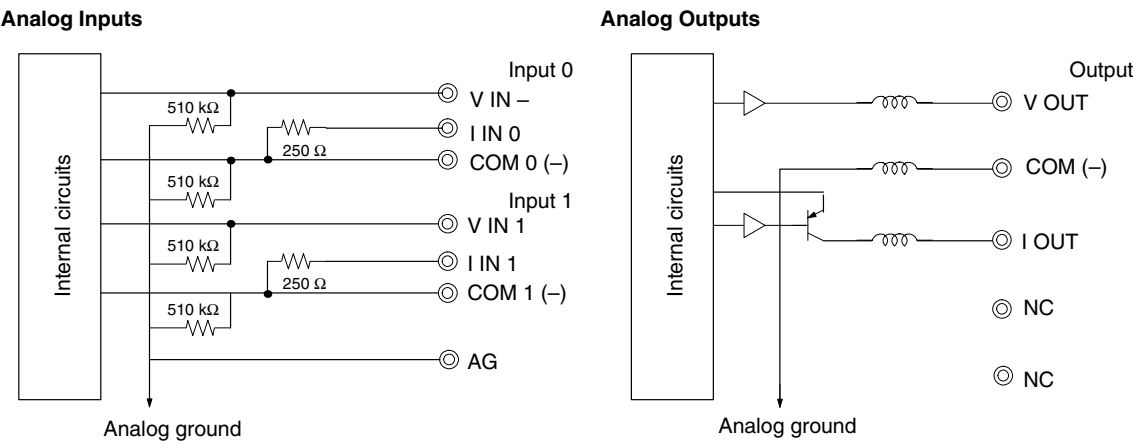 Analog Inputs
Internal circuits
510 kΩ
510 kΩ
510 kΩ
510 kΩ
250 Ω
250 Ω
Input 0
V IN –
I IN 0
COM 0 (–)
Input 1
V IN 1
I IN 1
COM 1 (–)
AG
Analog ground
Analog Outputs
Internal circuits
Output
V OUT
COM (–)
I OUT
NC
NC
Analog ground